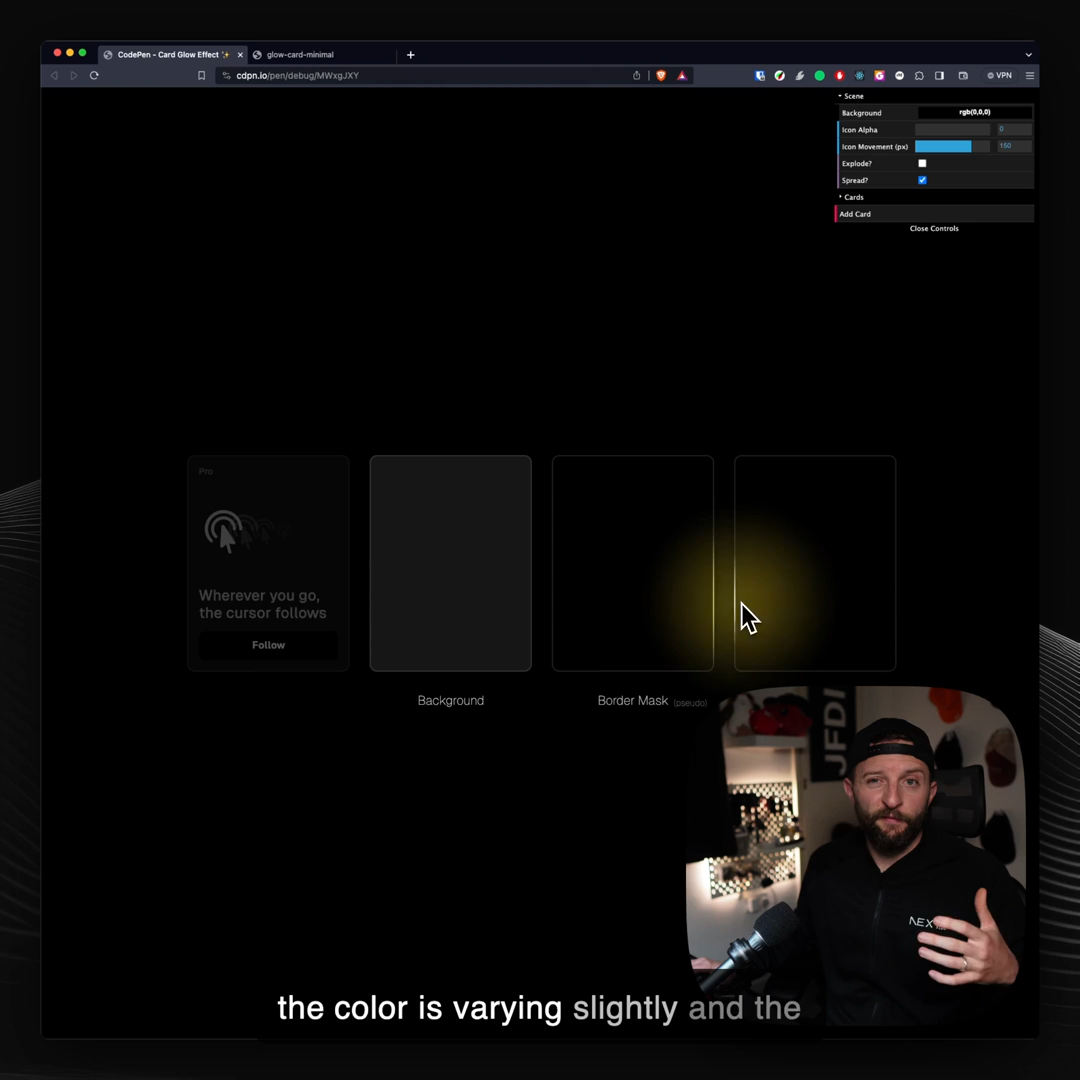 CodePen - Card Glow Effect ✨
glow-card-minimal
cdpn.io/pen/debug/MWxgJXY
VPN
Scene
Background rgb(0,0,0)
Icon Alpha 0
Icon Movement (px) 150
Explode?
Spread?
Cards
Add Card
Close Controls
Pro
Wherever you go,
the cursor follows
Follow
Background
Border Mask (pseudo)
JFDI
the color is varying slightly and the